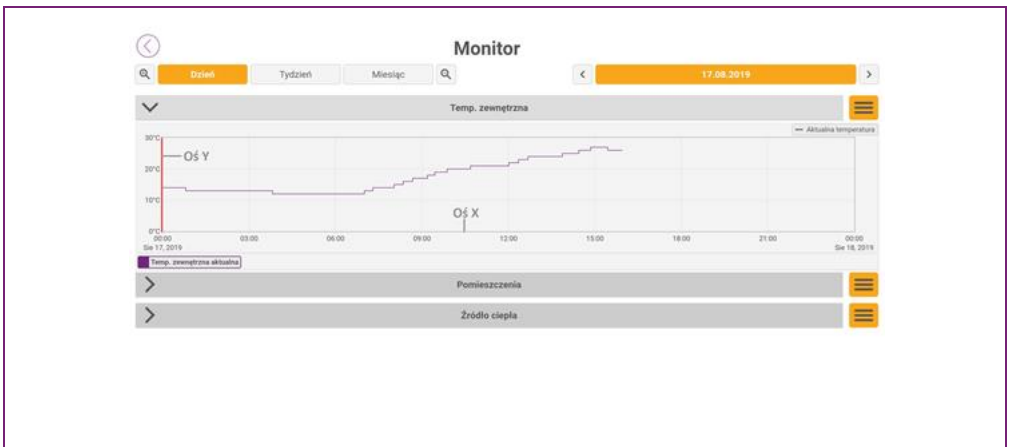 Monitor
Dzień Tydzień Miesiąc 17.08.2019
Temp. zewnętrzna
Aktualna temperatura
30°C
Oś Y
20°C
10°C
Oś X
0°C
00:00 03:00 06:00 09:00 12:00 15:00 18:00 21:00 00:00
Sie 17, 2019 Sie 18, 2019
Temp. zewnętrzna aktualna
Pomieszczenia
Źródło ciepła